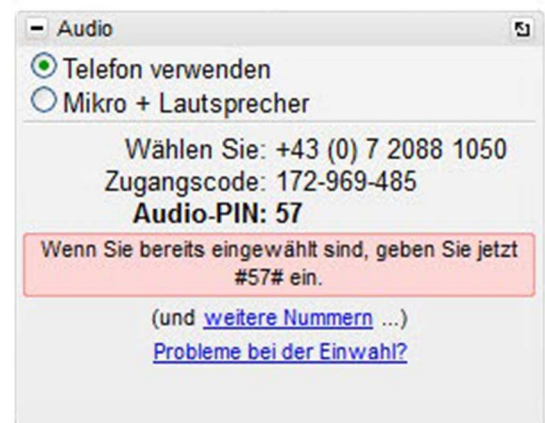 Audio
Telefon verwenden
Mikro + Lautsprecher
Wählen Sie: +43 (0) 7 2088 1050
Zugangscode: 172-969-485
Audio-PIN: 57
Wenn Sie bereits eingewählt sind, geben Sie jetzt
#57# ein.
(und weitere Nummern ...)
Probleme bei der Einwahl?